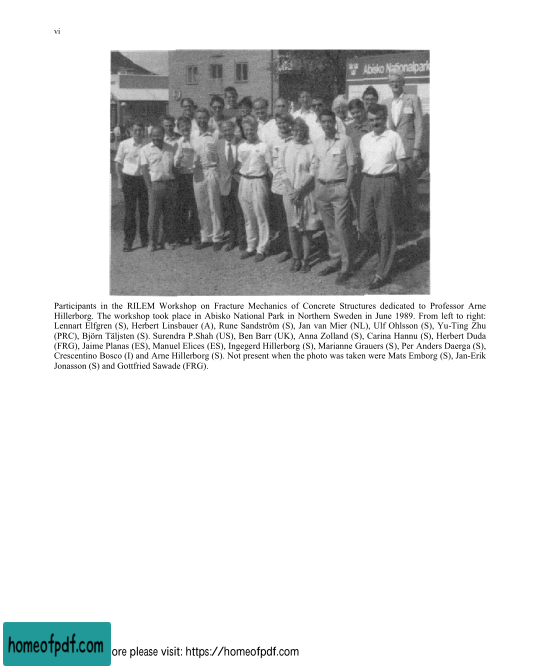 vi
Abisko Nationalpark
Participants in the RILEM Workshop on Fracture Mechanics of Concrete Structures dedicated to Professor Arne
Hillerborg. The workshop took place in Abisko National Park in Northern Sweden in June 1989. From left to right:
Lennart Elfgren (S), Herbert Linsbauer (A), Rune Sandström (S), Jan van Mier (NL), Ulf Ohlsson (S), Yu-Ting Zhu
(PRC), Björn Täljsten (S). Surendra P.Shah (US), Ben Barr (UK), Anna Zolland (S), Carina Hannu (S), Herbert Duda
(FRG), Jaime Planas (ES), Manuel Elices (ES), Ingegerd Hillerborg (S), Marianne Grauers (S), Per Anders Daerga (S),
Crescentino Bosco (I) and Arne Hillerborg (S). Not present when the photo was taken were Mats Emborg (S), Jan-Erik
Jonasson (S) and Gottfried Sawade (FRG).
homeofpdf.com ore please visit: https://homeofpdf.com